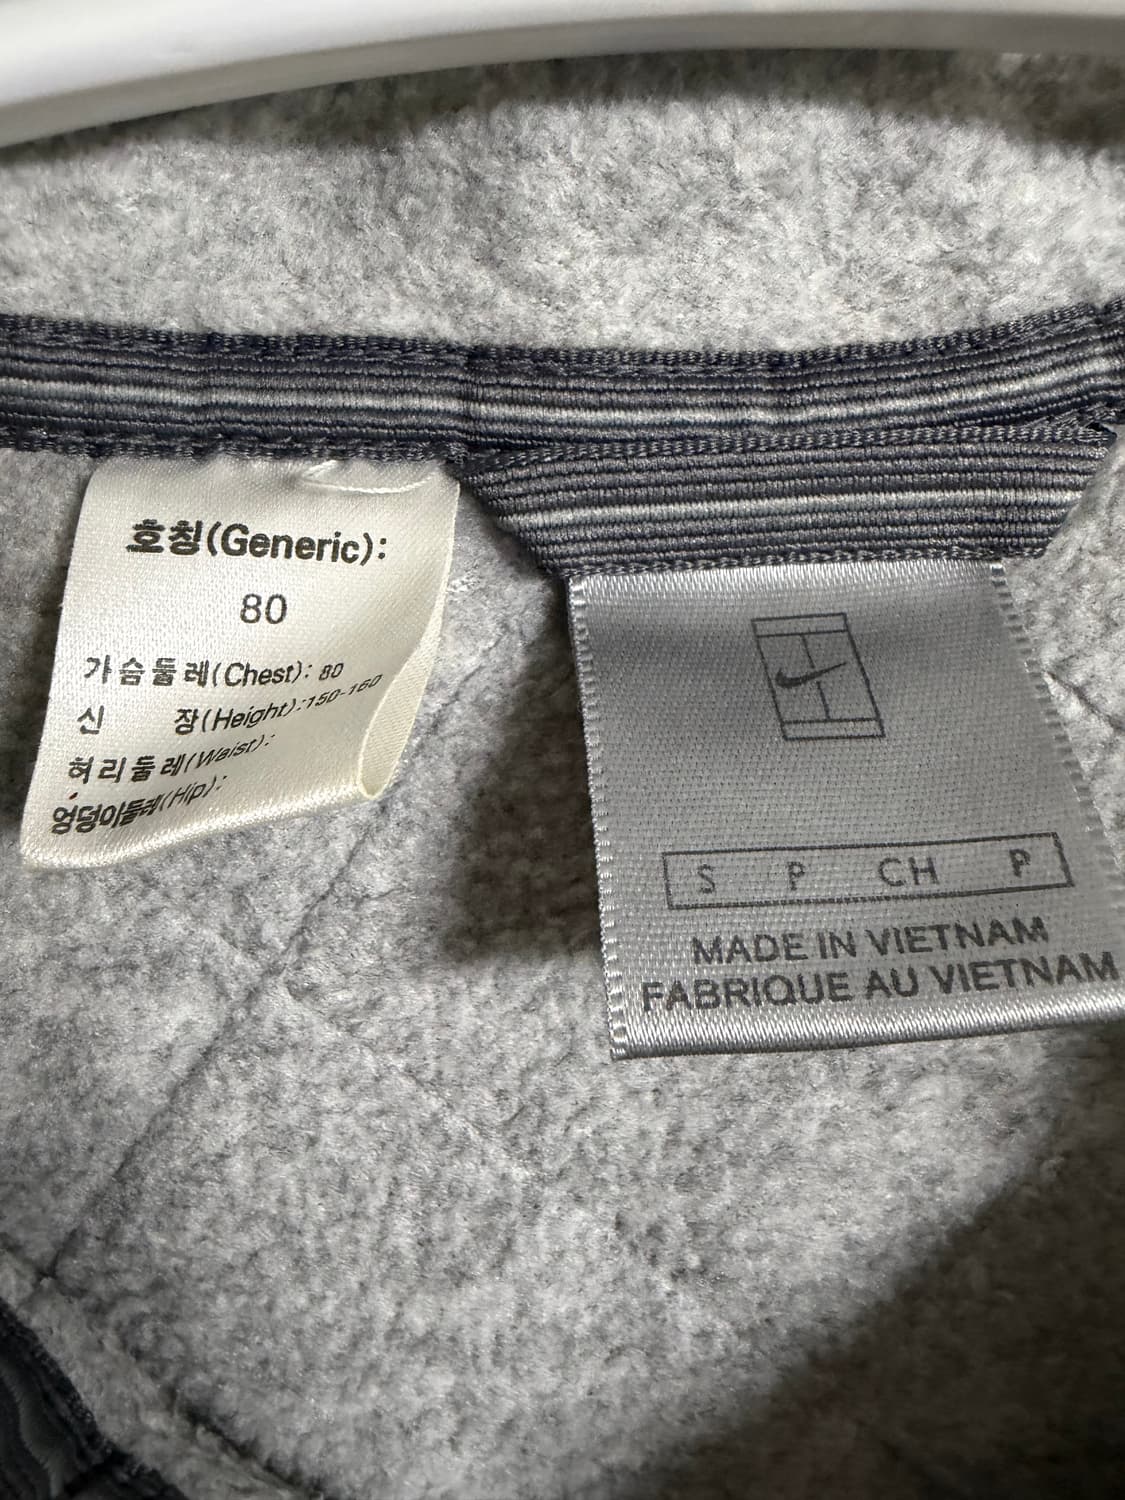 호칭(Generic):
80
가슴둘레(Chest): 80
신 장(Height):150-160
허리둘레(Waist):
엉덩이둘레(Hip):
S P CH P
MADE IN VIETNAM
FABRIQUE AU VIETNAM